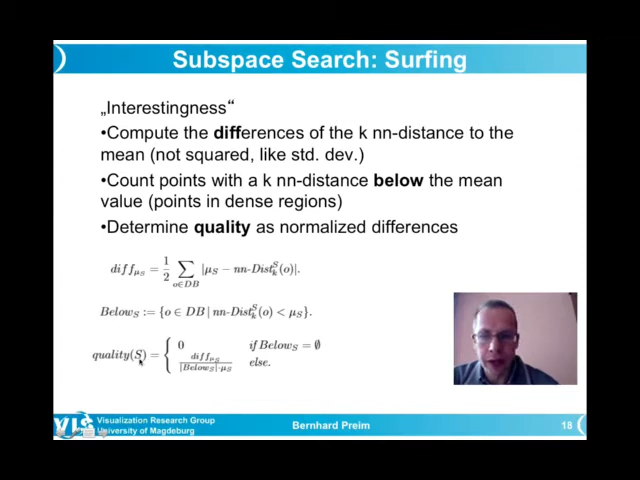 Subspace Search: Surfing
„Interestingness“
•Compute the differences of the k nn-distance to the
mean (not squared, like std. dev.)
•Count points with a k nn-distance below the mean
value (points in dense regions)
•Determine quality as normalized differences
diff_{μ_S} = 1/2 ∑_{o∈DB} |μ_S − nn-Dist_k^S(o)|.
Below_S := {o ∈ DB | nn-Dist_k^S(o) < μ_S}.
quality(S) = { 0 if Below_S = ∅
diff_{μ_S} / |Below_S|·μ_S else.
VIS
Visualization Research Group
University of Magdeburg
Bernhard Preim
18